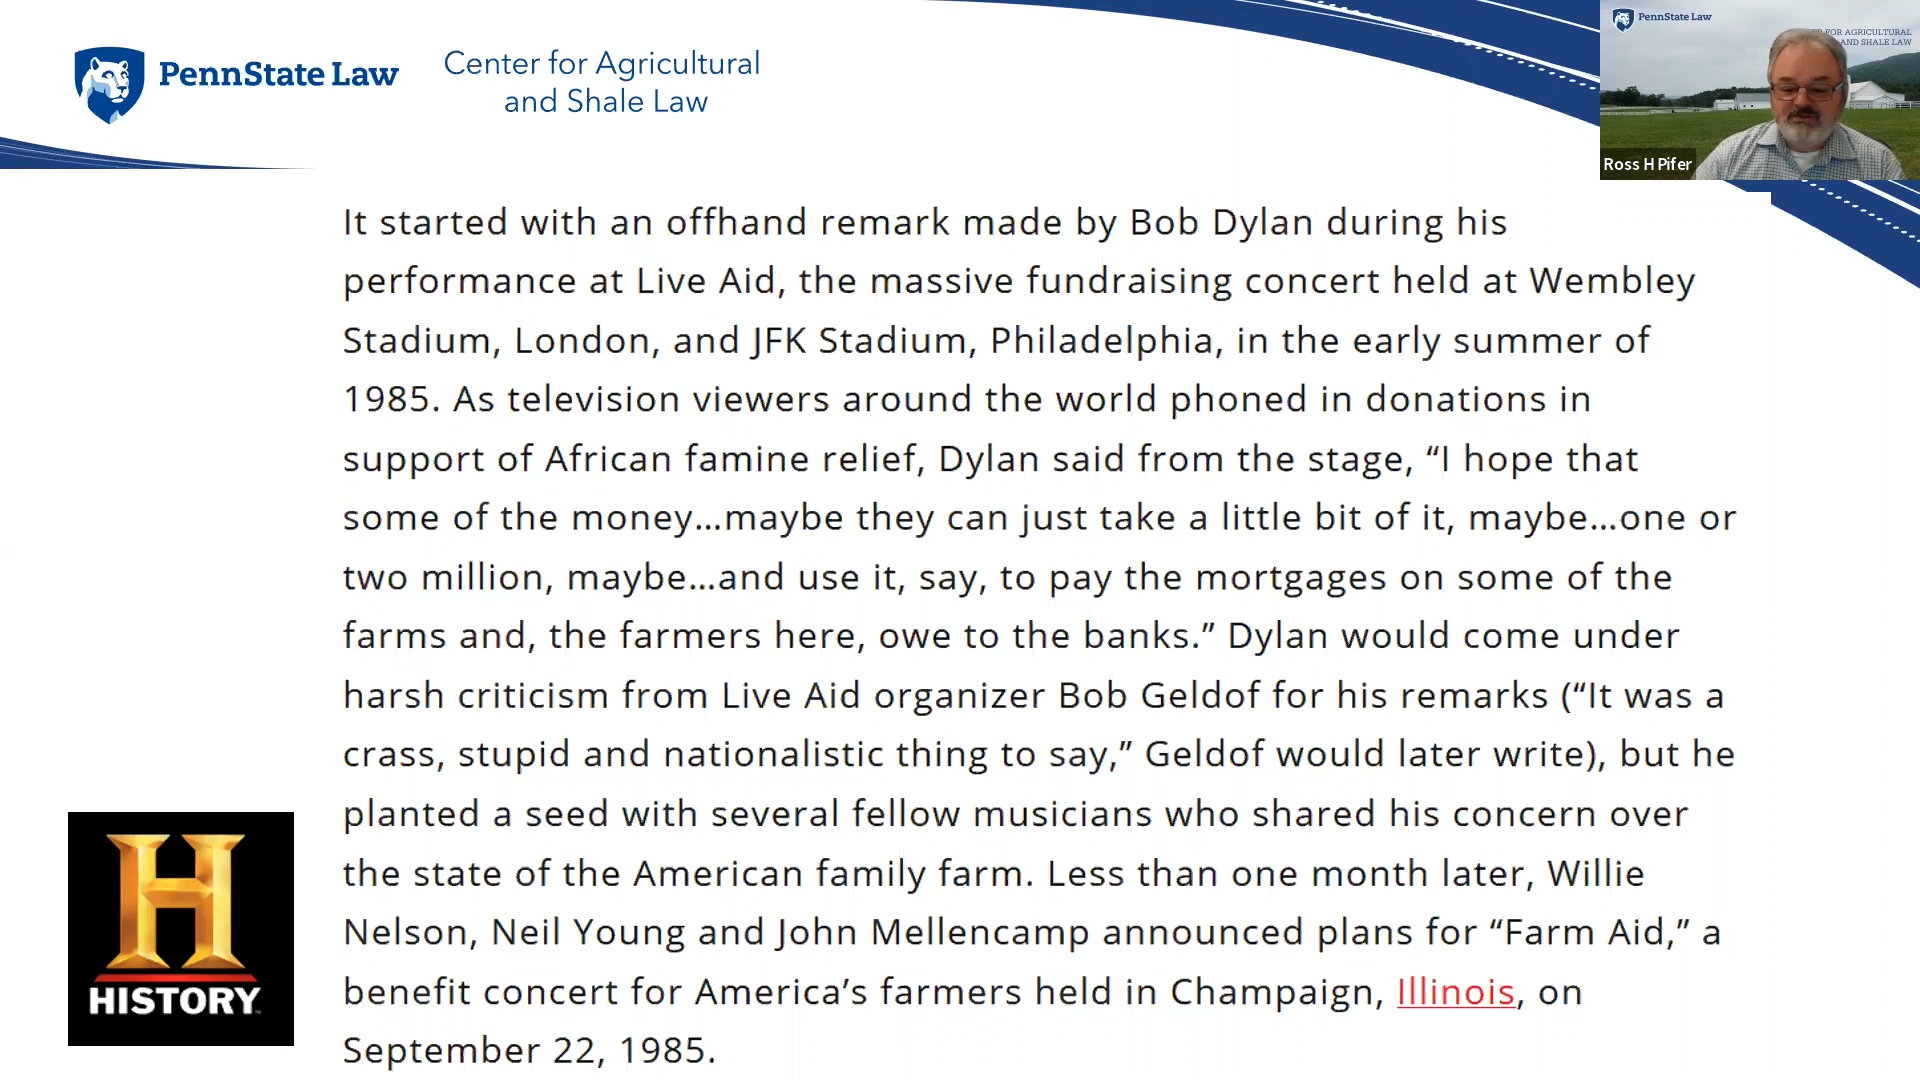 PennState Law
Center for Agricultural
and Shale Law
PennState Law
FOR AGRICULTURAL
AND SHALE LAW
Ross H Pifer
It started with an offhand remark made by Bob Dylan during his
performance at Live Aid, the massive fundraising concert held at Wembley
Stadium, London, and JFK Stadium, Philadelphia, in the early summer of
1985. As television viewers around the world phoned in donations in
support of African famine relief, Dylan said from the stage, “I hope that
some of the money…maybe they can just take a little bit of it, maybe…one or
two million, maybe…and use it, say, to pay the mortgages on some of the
farms and, the farmers here, owe to the banks.” Dylan would come under
harsh criticism from Live Aid organizer Bob Geldof for his remarks (“It was a
crass, stupid and nationalistic thing to say,” Geldof would later write), but he
planted a seed with several fellow musicians who shared his concern over
the state of the American family farm. Less than one month later, Willie
Nelson, Neil Young and John Mellencamp announced plans for “Farm Aid,” a
benefit concert for America’s farmers held in Champaign, Illinois, on
September 22, 1985.
H
HISTORY